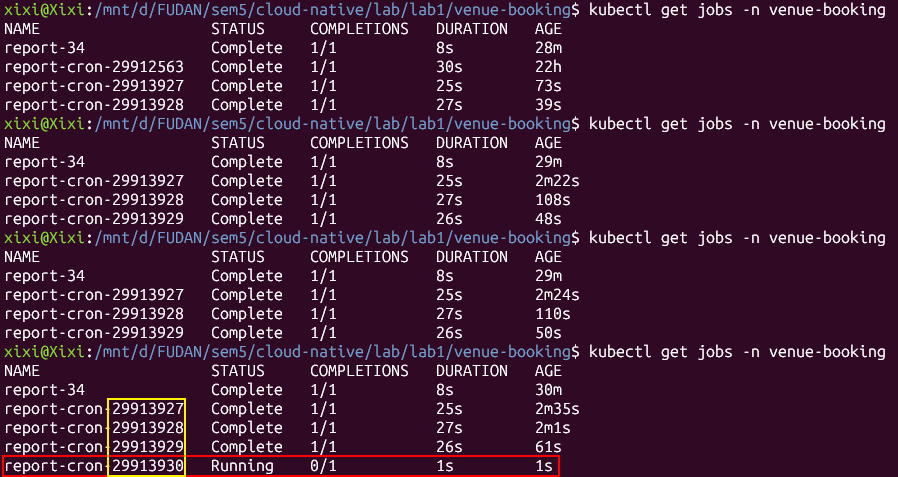 xixi@Xixi:/mnt/d/FUDAN/sem5/cloud-native/lab/lab1/venue-booking$ kubectl get jobs -n venue-booking
NAME STATUS COMPLETIONS DURATION AGE
report-34 Complete 1/1 8s 28m
report-cron-29912563 Complete 1/1 30s 22h
report-cron-29913927 Complete 1/1 25s 73s
report-cron-29913928 Complete 1/1 27s 39s
xixi@Xixi:/mnt/d/FUDAN/sem5/cloud-native/lab/lab1/venue-booking$ kubectl get jobs -n venue-booking
NAME STATUS COMPLETIONS DURATION AGE
report-34 Complete 1/1 8s 29m
report-cron-29913927 Complete 1/1 25s 2m22s
report-cron-29913928 Complete 1/1 27s 108s
report-cron-29913929 Complete 1/1 26s 48s
xixi@Xixi:/mnt/d/FUDAN/sem5/cloud-native/lab/lab1/venue-booking$ kubectl get jobs -n venue-booking
NAME STATUS COMPLETIONS DURATION AGE
report-34 Complete 1/1 8s 29m
report-cron-29913927 Complete 1/1 25s 2m24s
report-cron-29913928 Complete 1/1 27s 110s
report-cron-29913929 Complete 1/1 26s 50s
xixi@Xixi:/mnt/d/FUDAN/sem5/cloud-native/lab/lab1/venue-booking$ kubectl get jobs -n venue-booking
NAME STATUS COMPLETIONS DURATION AGE
report-34 Complete 1/1 8s 30m
report-cron-29913927 Complete 1/1 25s 2m35s
report-cron-29913928 Complete 1/1 27s 2m1s
report-cron-29913929 Complete 1/1 26s 61s
report-cron-29913930 Running 0/1 1s 1s